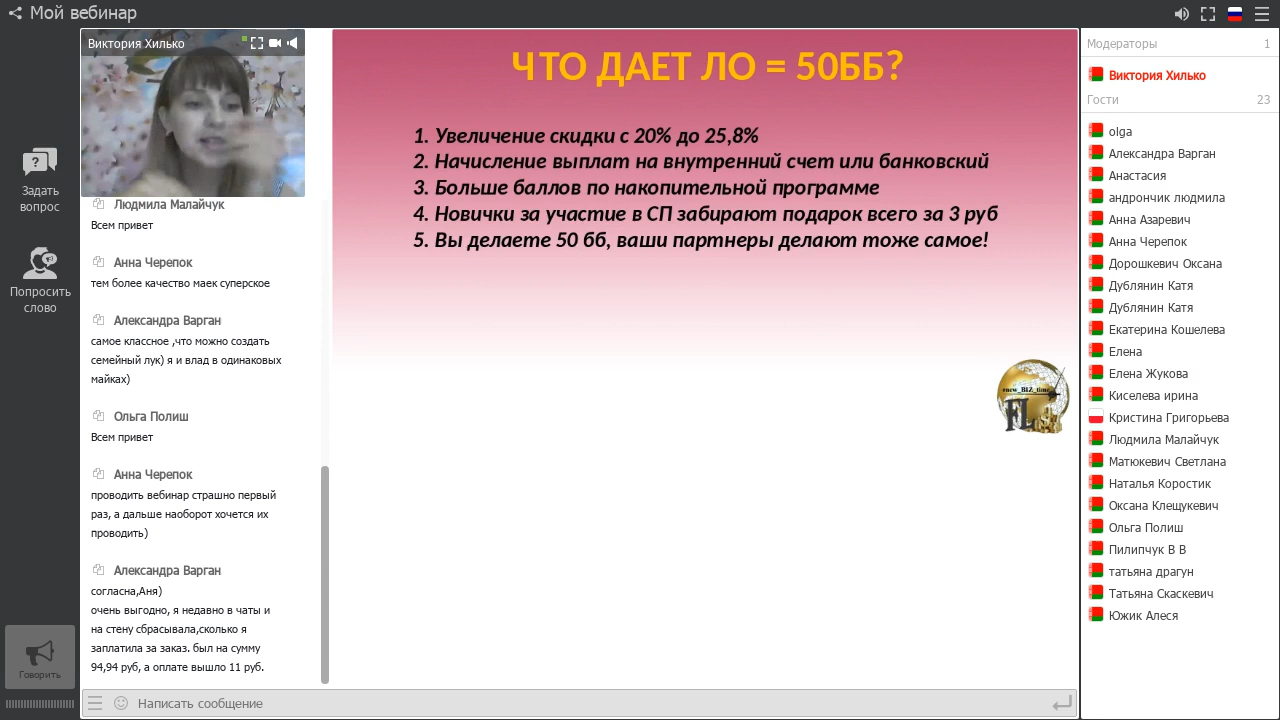 Мой вебинар
Задать
вопрос
Попросить
слово
Говорить
Виктория Хилько
Людмила Малайчук
Всем привет
Анна Черепок
тем более качество маек суперское
Александра Варган
самое классное ,что можно создать
семейный лук) я и влад в одинаковых
майках)
Ольга Полиш
Всем привет
Анна Черепок
проводить вебинар страшно первый
раз, а дальше наоборот хочется их
проводить)
Александра Варган
согласна,Аня)
очень выгодно, я недавно в чаты и
на стену сбрасывала,сколько я
заплатила за заказ. был на сумму
94,94 руб, а оплате вышло 11 руб.
Написать сообщение
ЧТО ДАЕТ ЛО = 50ББ?
1. Увеличение скидки с 20% до 25,8%
2. Начисление выплат на внутренний счет или банковский
3. Больше баллов по накопительной программе
4. Новички за участие в СП забирают подарок всего за 3 руб
5. Вы делаете 50 бб, ваши партнеры делают тоже самое!
#new_BIZ_time
FL
Модераторы 1
Виктория Хилько
Гости 23
olga
Александра Варган
Анастасия
андрончик людмила
Анна Азаревич
Анна Черепок
Дорошкевич Оксана
Дублянин Катя
Дублянин Катя
Екатерина Кошелева
Елена
Елена Жукова
Киселева ирина
Кристина Григорьева
Людмила Малайчук
Матюкевич Светлана
Наталья Коростик
Оксана Клещукевич
Ольга Полиш
Пилипчук В В
татьяна драгун
Татьяна Скаскевич
Южик Алеся